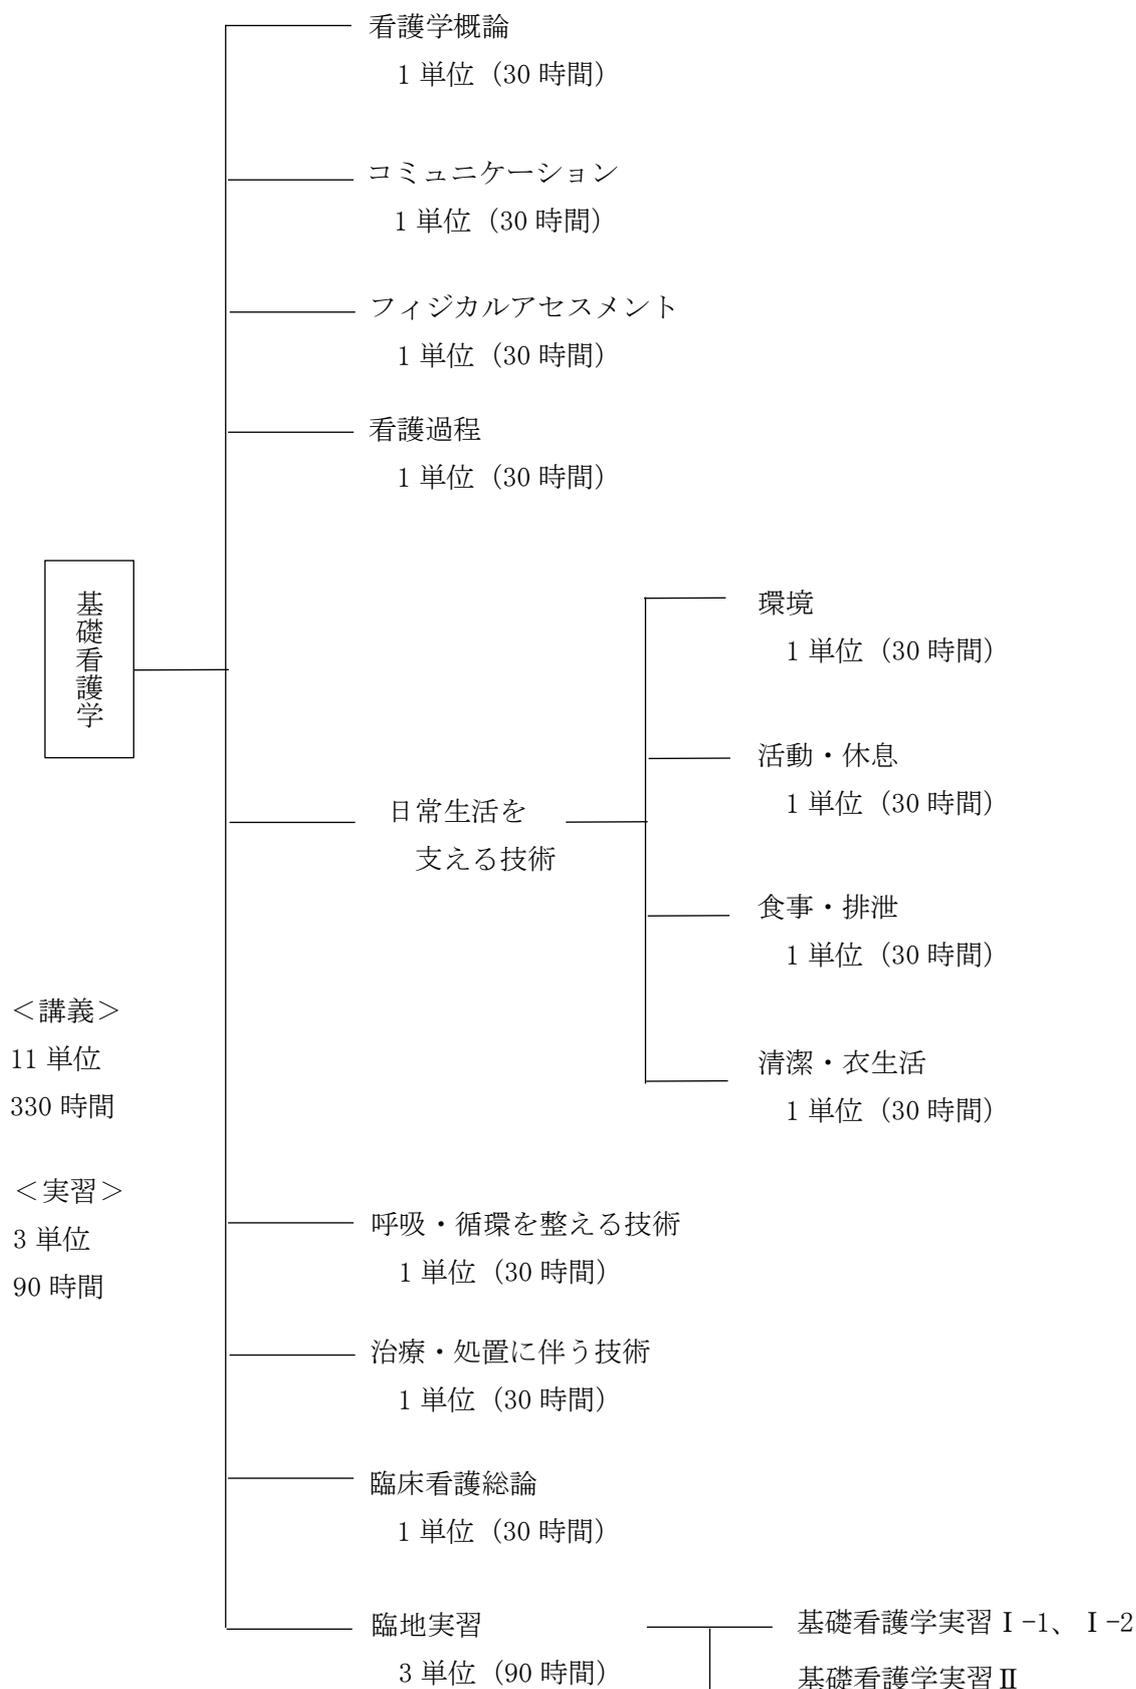 看護学概論
1 単位（30 時間）
コミュニケーション
1 単位（30 時間）
フィジカルアセスメント
1 単位（30 時間）
看護過程
1 単位（30 時間）
基礎看護学
日常生活を
支える技術
環境
1 単位（30 時間）
活動・休息
1 単位（30 時間）
食事・排泄
1 単位（30 時間）
清潔・衣生活
1 単位（30 時間）
＜講義＞
11 単位
330 時間
＜実習＞
3 単位
90 時間
呼吸・循環を整える技術
1 単位（30 時間）
治療・処置に伴う技術
1 単位（30 時間）
臨床看護総論
1 単位（30 時間）
臨地実習
3 単位（90 時間）
基礎看護学実習Ⅰ-1、Ⅰ-2
基礎看護学実習Ⅱ